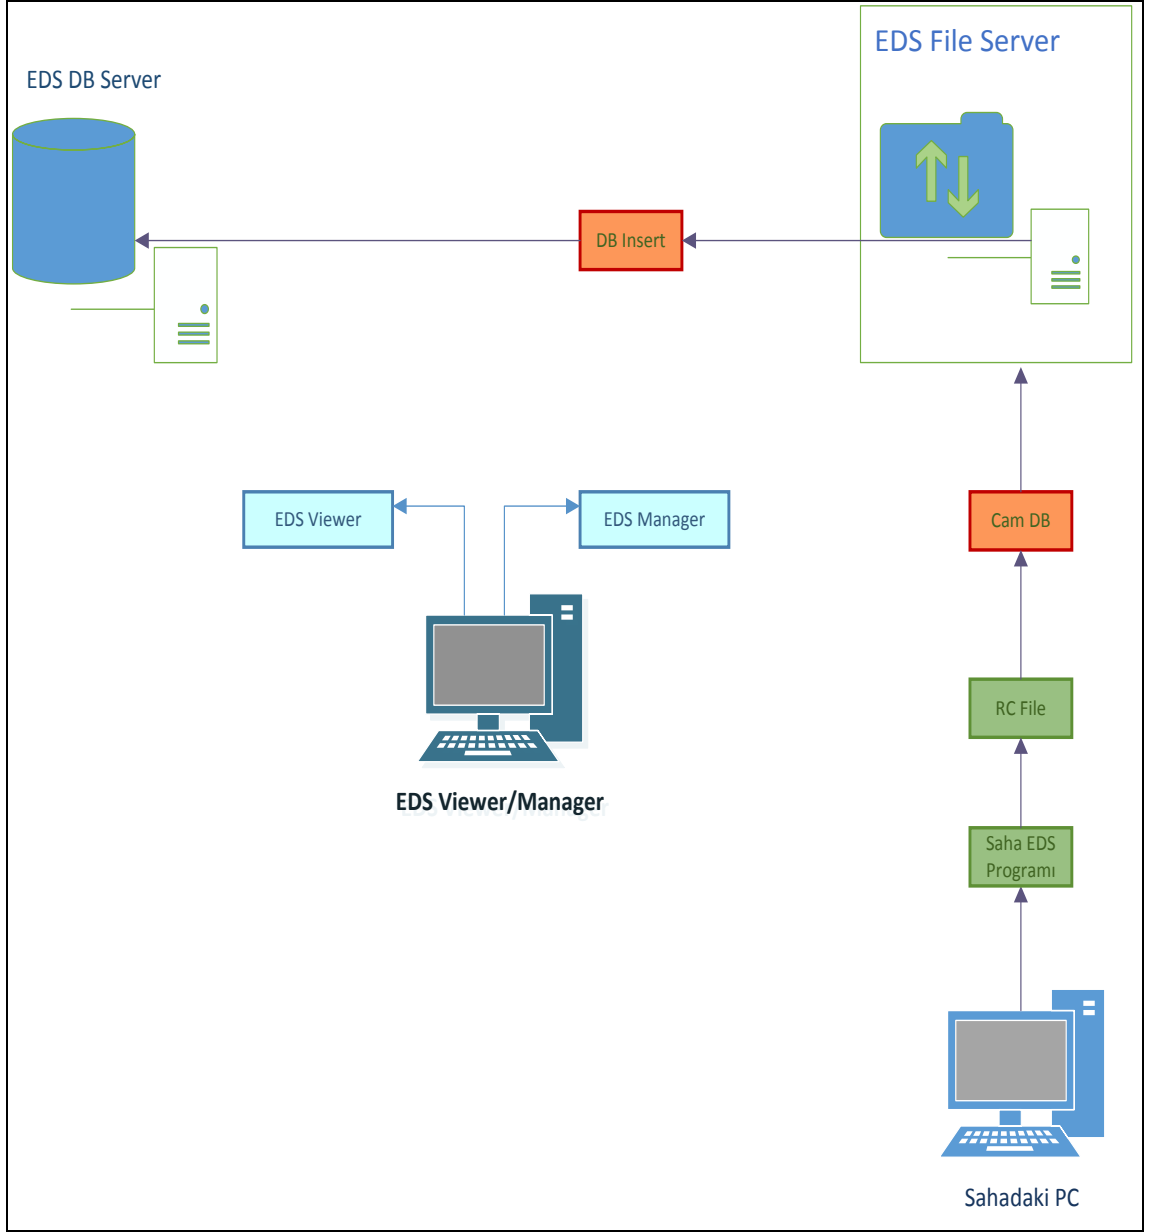 EDS File Server
EDS DB Server
DB Insert
EDS Viewer
EDS Manager
Cam DB
RC File
EDS Viewer/Manager
Saha EDS
Programı
Sahadaki PC